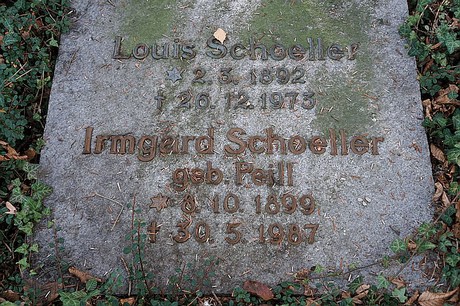 Louis Schoeller
* 2. 3. 1892
† 26. 12. 1975
Irmgard Schoeller
geb. Peill
* 8. 10. 1899
† 30. 5. 1987